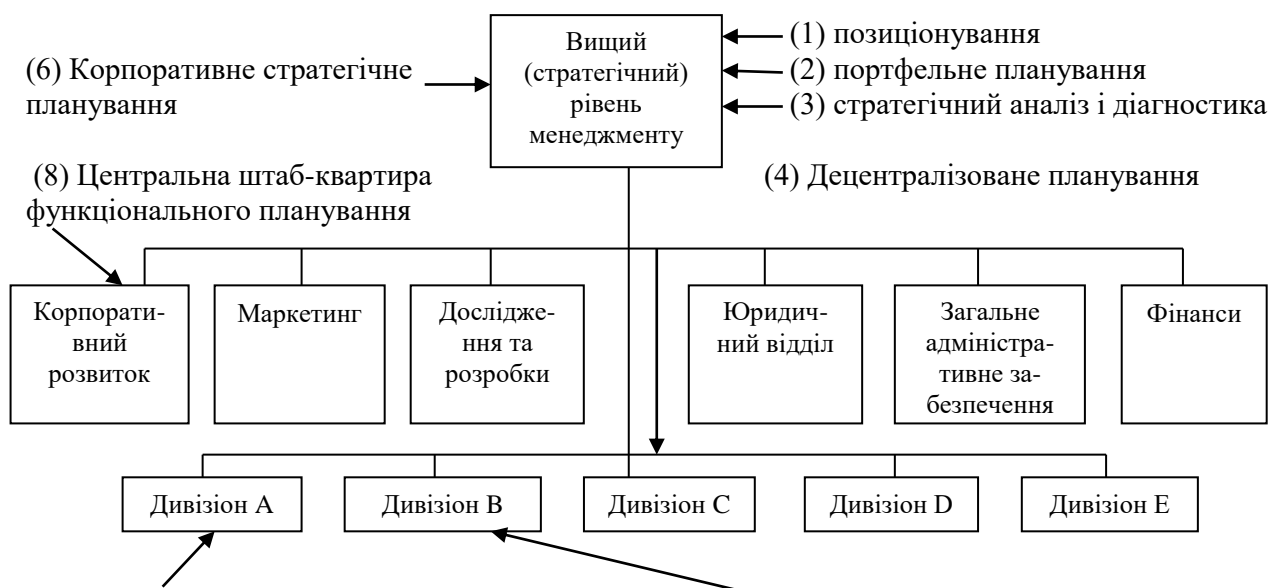 Вищий
(стратегічний)
рівень
менеджменту
(1) позиціонування
(2) портфельне планування
(3) стратегічний аналіз і діагностика
(6) Корпоративне стратегічне
планування
(8) Центральна штаб-квартира
функціонального планування
(4) Децентралізоване планування
Корпорати-
вний
розвиток
Маркетинг
Дослідже-
ння та
розробки
Юридич-
ний відділ
Загальне
адміністра-
тивне за-
безпечення
Фінанси
Дивізіон A
Дивізіон B
Дивізіон C
Дивізіон D
Дивізіон E